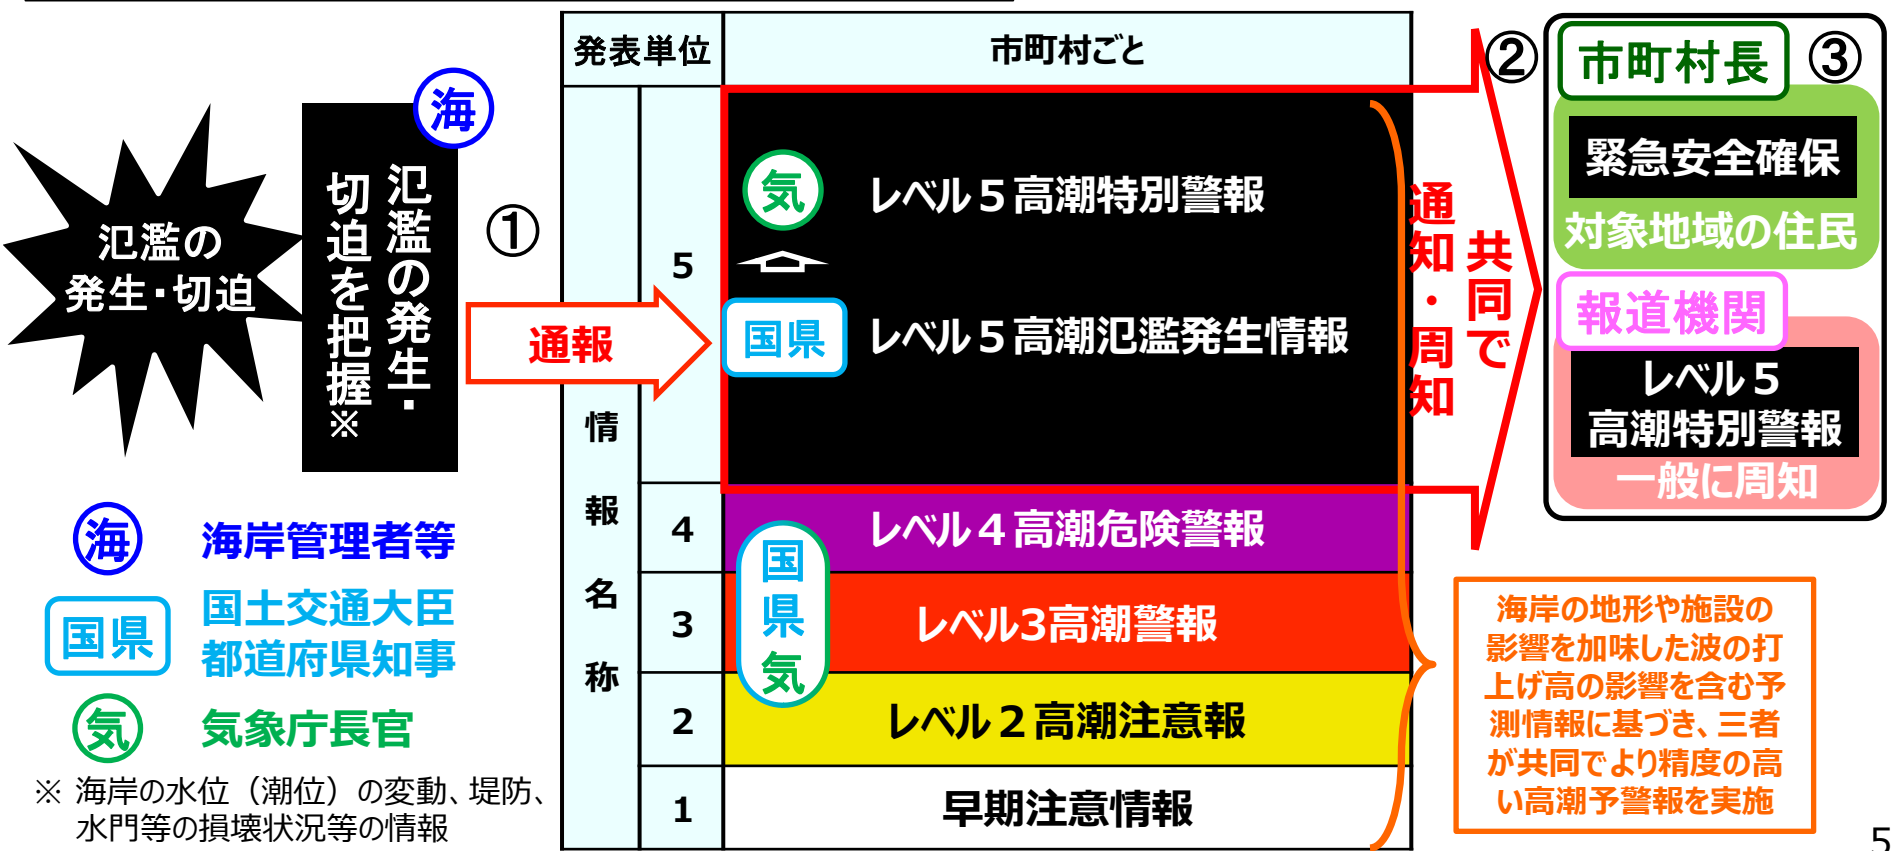 氾濫の
発生・切迫
氾濫の発生・
切迫を把握※
海
①
通報
海 海岸管理者等
国県 国土交通大臣
都道府県知事
気 気象庁長官
※ 海岸の水位（潮位）の変動、堤防、
水門等の損壊状況等の情報
発表単位 市町村ごと
情報名称
5
気 レベル５高潮特別警報
国県 レベル５高潮氾濫発生情報
4 レベル４高潮危険警報
国県気
3 レベル3高潮警報
2 レベル２高潮注意報
1 早期注意情報
②
共同で
通知・周知
市町村長 ③
緊急安全確保
対象地域の住民
報道機関
レベル５
高潮特別警報
一般に周知
海岸の地形や施設の
影響を加味した波の打
上げ高の影響を含む予
測情報に基づき、三者
が共同でより精度の高
い高潮予警報を実施
5